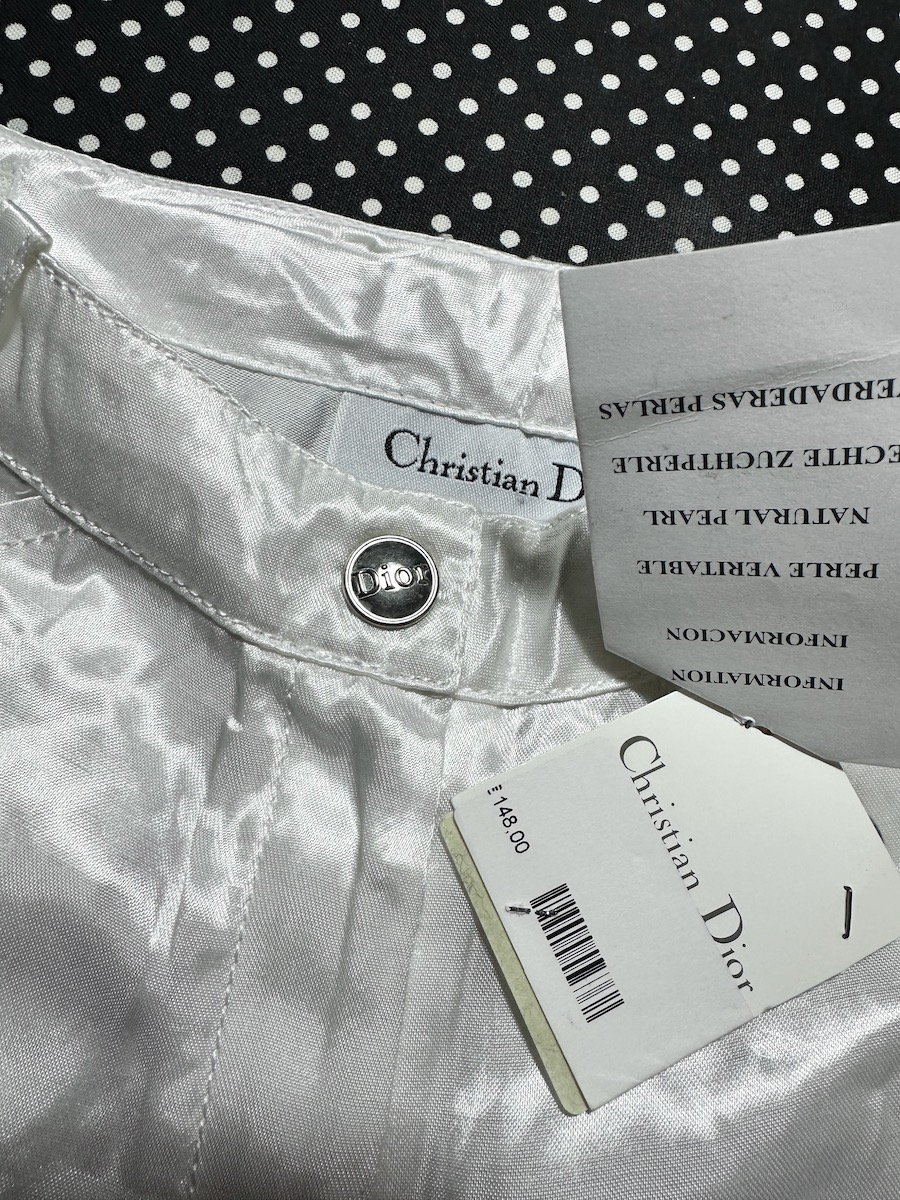 Christian D
Dior
VERDADERAS PERLAS
ECHTE ZUCHTPERLE
NATURAL PEARL
PERLE VERITABLE
INFORMACION
INFORMATION
Christian Dior
148.00